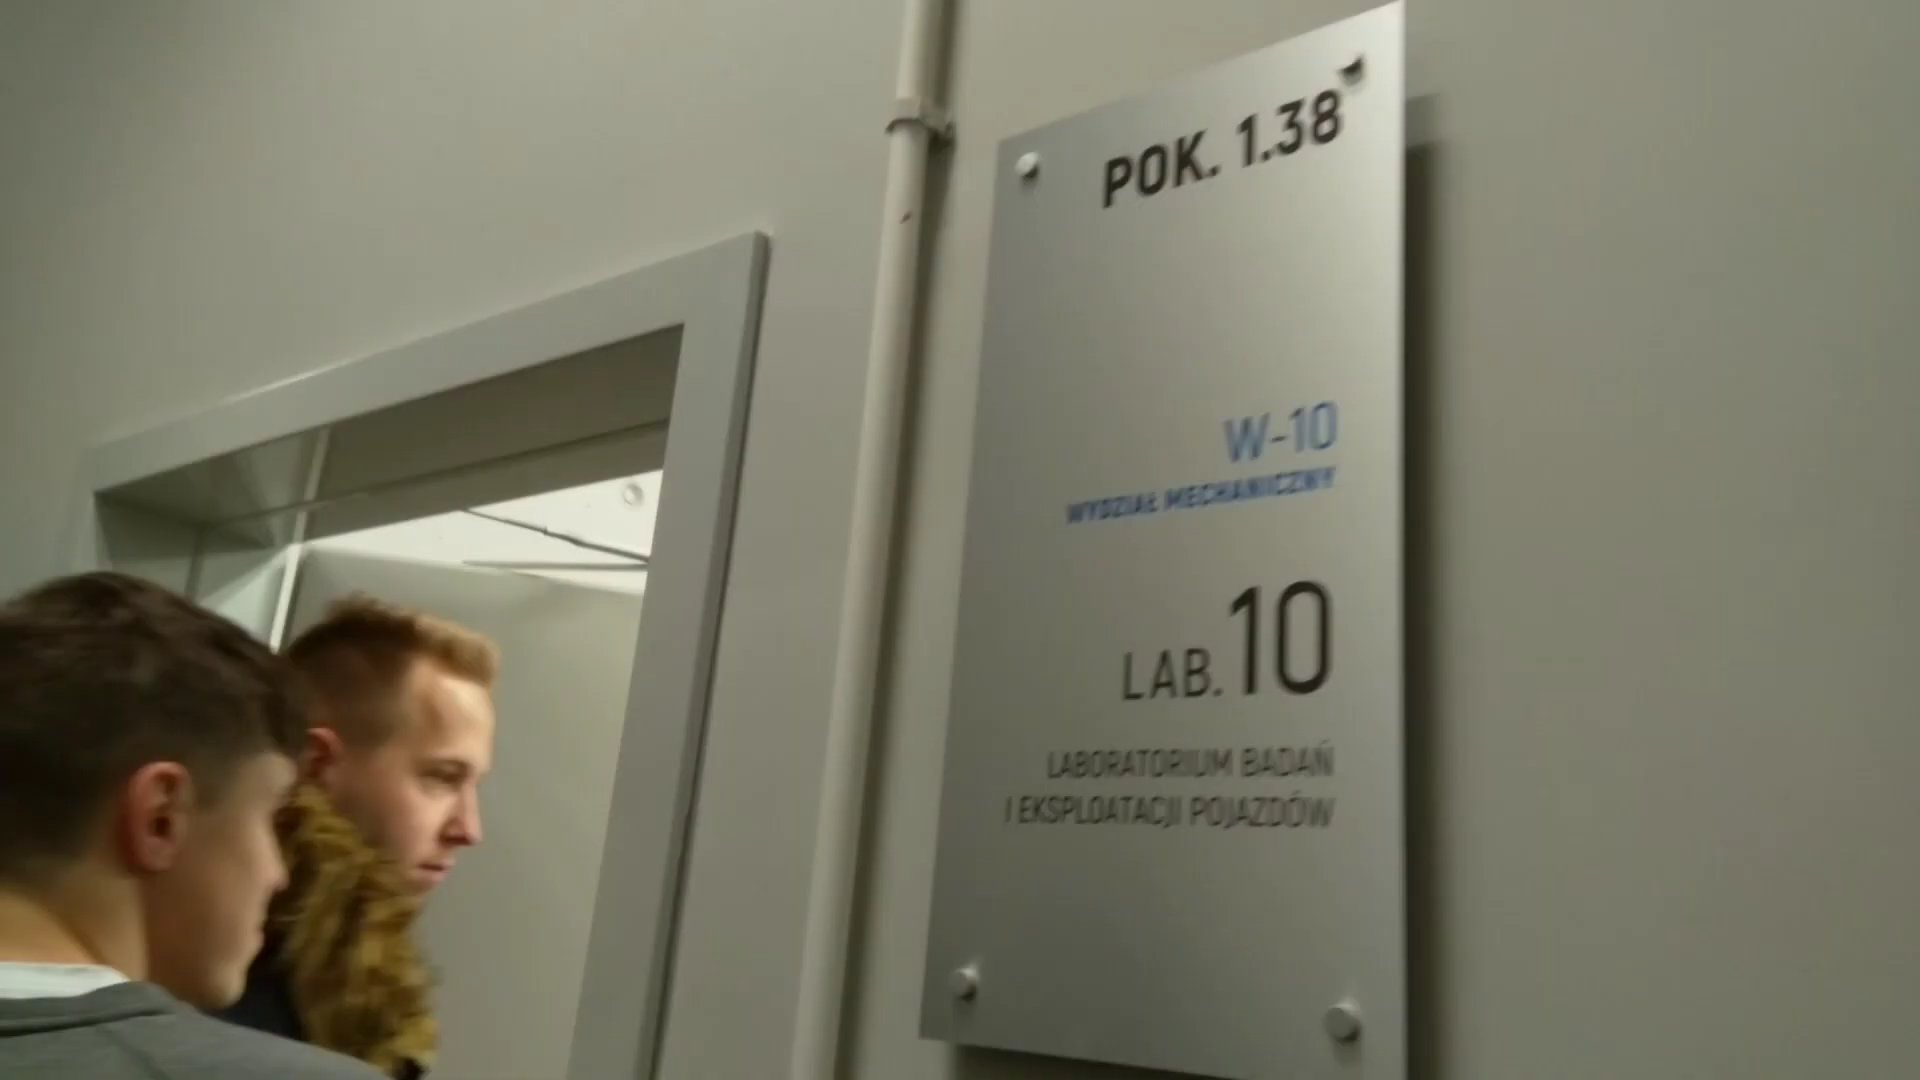 POK. 1.38
W-10
WYDZIAŁ MECHANICZNY
LAB. 10
LABORATORIUM BADAŃ
I EKSPLOATACJI POJAZDÓW